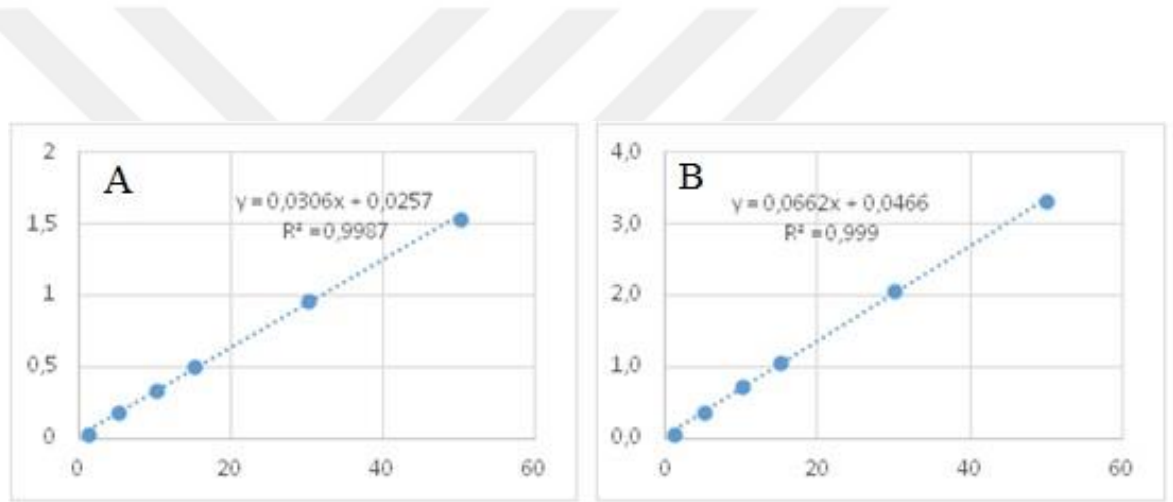 A
y = 0,0306x + 0,0257
R² = 0,9987
2
1,5
1
0,5
0
0 20 40 60
B
y = 0,0662x + 0,0466
R² = 0,999
4,0
3,0
2,0
1,0
0,0
0 20 40 60